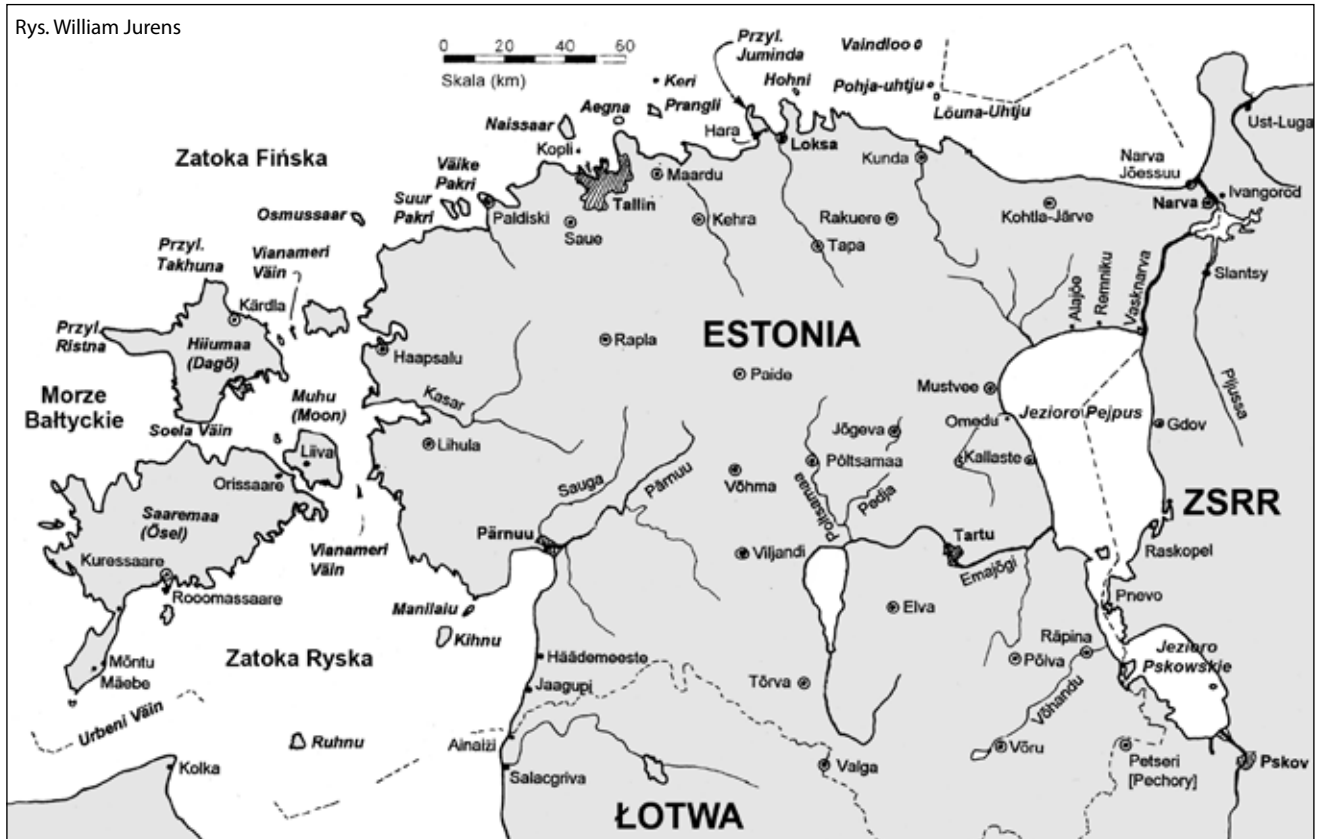 Rys. William Jurens
0 20 40 60
Skala (km)
Przyl.
Juminda
Vaindloo
Keri
Hohni
Pohja-uhtju
Aegna
Prangli
Lõuna-Uhtju
Naissaar
Hara
Ust-Luga
Kopli
Loksa
Zatoka Fińska
Väike
Pakri
Kunda
Narva
Jõessuu
Maardu
Suur
Pakri
Ivangorod
Osmussaar
Paldiski
Tallin
Narva
Kohtla-Järve
Saue
Kehra
Rakuere
Przyl.
Takhuna
Vianameri
Väin
Tapa
Slantsy
Alajõe
Remniku
Vasknarva
Kärdla
Przyl.
Ristna
ESTONIA
Hiiumaa
(Dagõ)
Rapla
Haapsalu
Paide
Pljussa
Mustvee
Morze
Bałtyckie
Muhu
(Moon)
Kasar
Jezioro Pejpus
Omedu
Gdov
Soela Väin
Jõgeva
Lihula
Liiva
Põltsamaa
Kallaste
Võhma
Orissaare
Sauga
Pärnuu
Poltsamaa
Pedja
ZSRR
Saaremaa
(Õsel)
Pärnuu
Tartu
Vianameri
Väin
Viljandi
Raskopel
Kuressaare
Emajõgi
Rooomassaare
Pnevo
Manilaiu
Elva
Kihnu
Räpina
Zatoka Ryska
Häädemeeste
Põlva
Jezioro
Pskowskie
Mõntu
Mäebe
Jaagupi
Tõrva
Võhandu
Urbeni Väin
Ruhnu
Ainaizi
Võru
Petseri
[Pechory]
Kolka
Salacgriva
Valga
Pskov
ŁOTWA